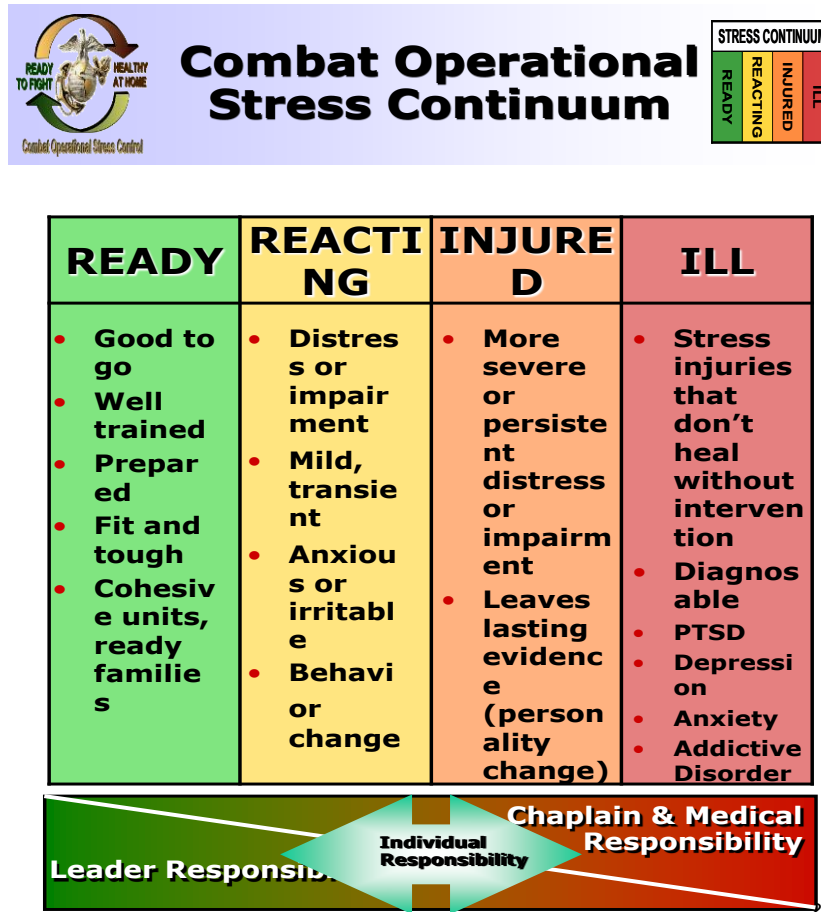 READY
TO FIGHT
HEALTHY
AT HOME
Combat Operational Stress Control
Combat Operational
Stress Continuum
STRESS CONTINUUM
READY
REACTING
INJURED
ILL
READY
REACTI
NG
INJURE
D
ILL
• Good to
go
• Well
trained
• Prepar
ed
• Fit and
tough
• Cohesiv
e units,
ready
familie
s
• Distres
s or
impair
ment
• Mild,
transie
nt
• Anxiou
s or
irritabl
e
• Behavi
or
change
• More
severe
or
persiste
nt
distress
or
impairm
ent
• Leaves
lasting
evidenc
e
(person
ality
change)
• Stress
injuries
that
don’t
heal
without
interven
tion
• Diagnos
able
• PTSD
• Depressi
on
• Anxiety
• Addictive
Disorder
Chaplain & Medical
Responsibility
Individual
Responsibility
Leader Responsib